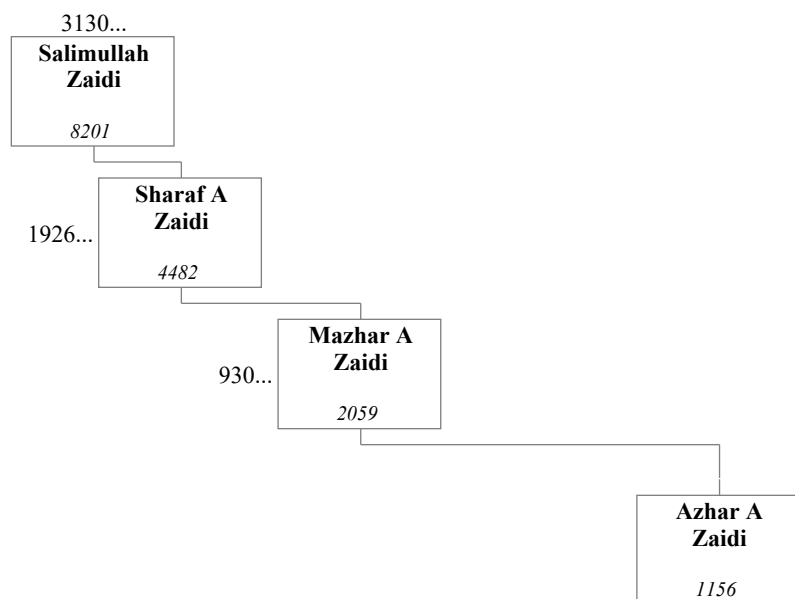 3130...
Salimullah
Zaidi
8201
Sharaf A
Zaidi
1926...
4482
Mazhar A
Zaidi
930...
2059
Azhar A
Zaidi
1156